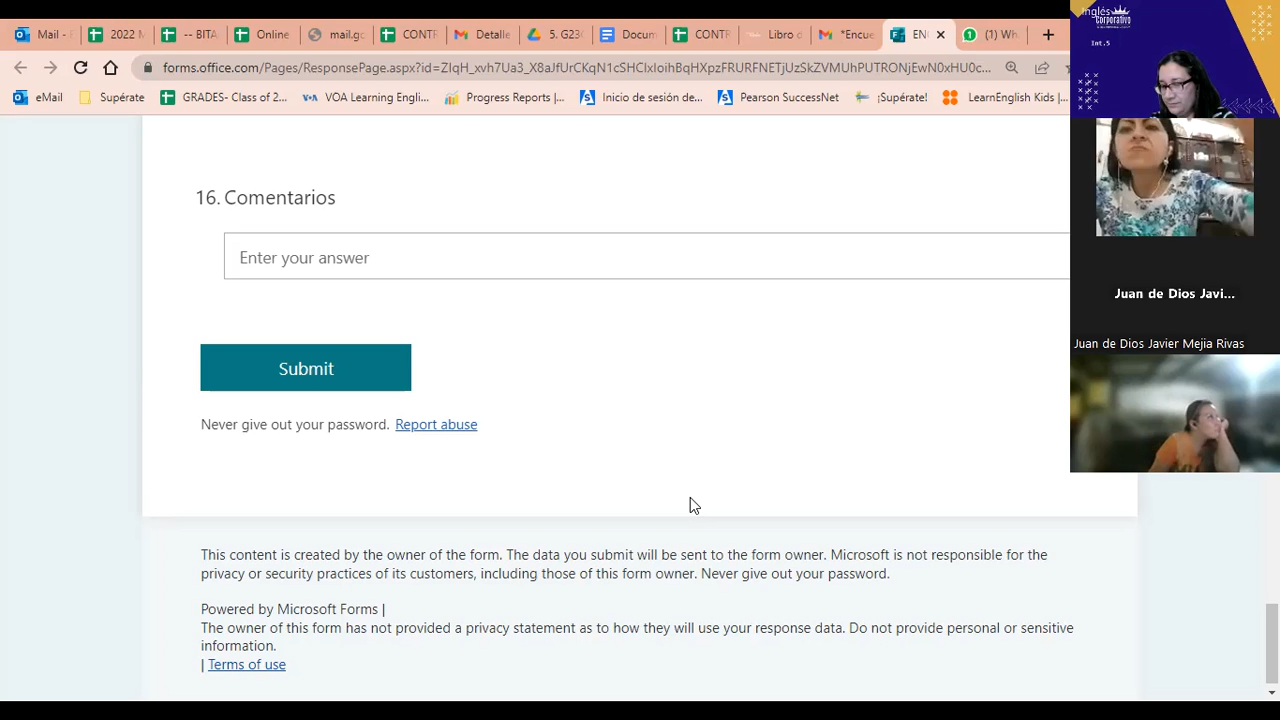 Mail - E
2022 M
-- BITA
Online
mail.gc
CONTR
Detalle
5. G230
Docum
CONTR
Libro d
*Encue
EN
(1) Wh
forms.office.com/Pages/ResponsePage.aspx?id=ZIqH_xh7Ua3_X8aJfUrCKqN1cSHCIxIoihBqHXpzFRURFNETjUzSkZVMUhPUTRONjEwN0xHU0c...
eMail
Supérate
GRADES- Class of 2...
VOA Learning Engli...
Progress Reports |...
Inicio de sesión de...
Pearson SuccessNet
¡Supérate!
LearnEnglish Kids |...
Inglés
Corporativo
Int.5
16. Comentarios
Enter your answer
Juan de Dios Javi...
Juan de Dios Javier Mejia Rivas
Submit
Never give out your password. Report abuse
This content is created by the owner of the form. The data you submit will be sent to the form owner. Microsoft is not responsible for the
privacy or security practices of its customers, including those of this form owner. Never give out your password.
Powered by Microsoft Forms |
The owner of this form has not provided a privacy statement as to how they will use your response data. Do not provide personal or sensitive
information.
| Terms of use